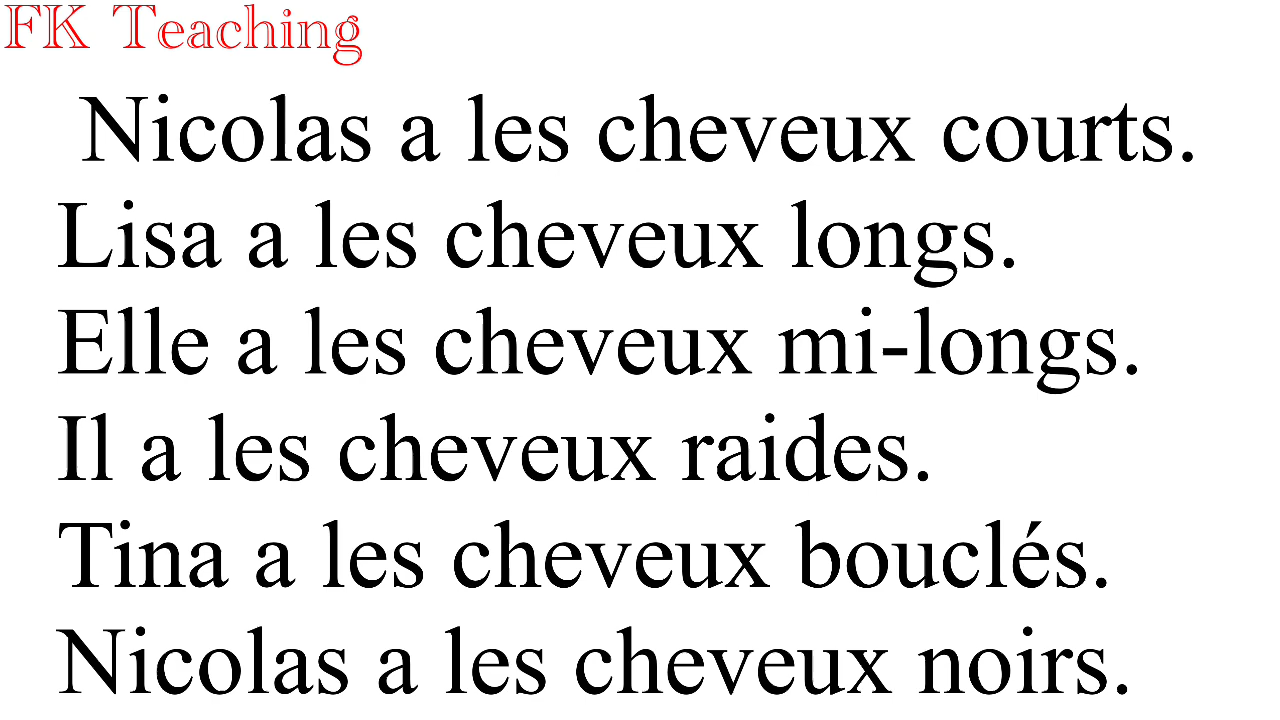 FK Teaching
Nicolas a les cheveux courts.
Lisa a les cheveux longs.
Elle a les cheveux mi-longs.
Il a les cheveux raides.
Tina a les cheveux bouclés.
Nicolas a les cheveux noirs.